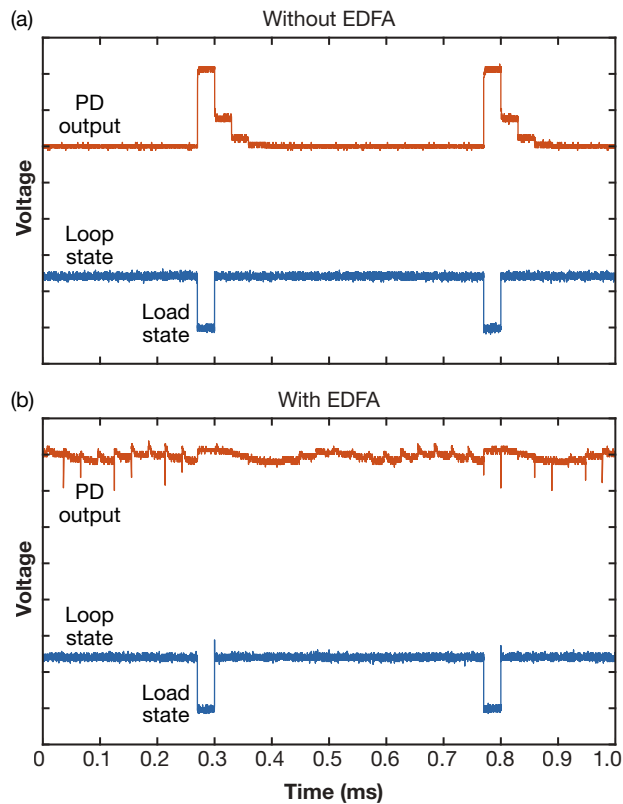 (a)
Without EDFA
PD
output
Voltage
Loop
state
Load
state
(b)
With EDFA
PD
output
Voltage
Loop
state
Load
state
0 0.1 0.2 0.3 0.4 0.5 0.6 0.7 0.8 0.9 1.0
Time (ms)